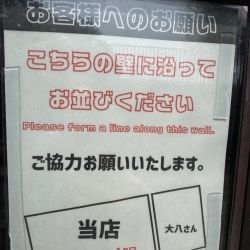 お客様へのお願い
こちらの壁に沿って
お並びください
Please form a line along this wall.
ご協力お願いいたします。
当店
大八さん